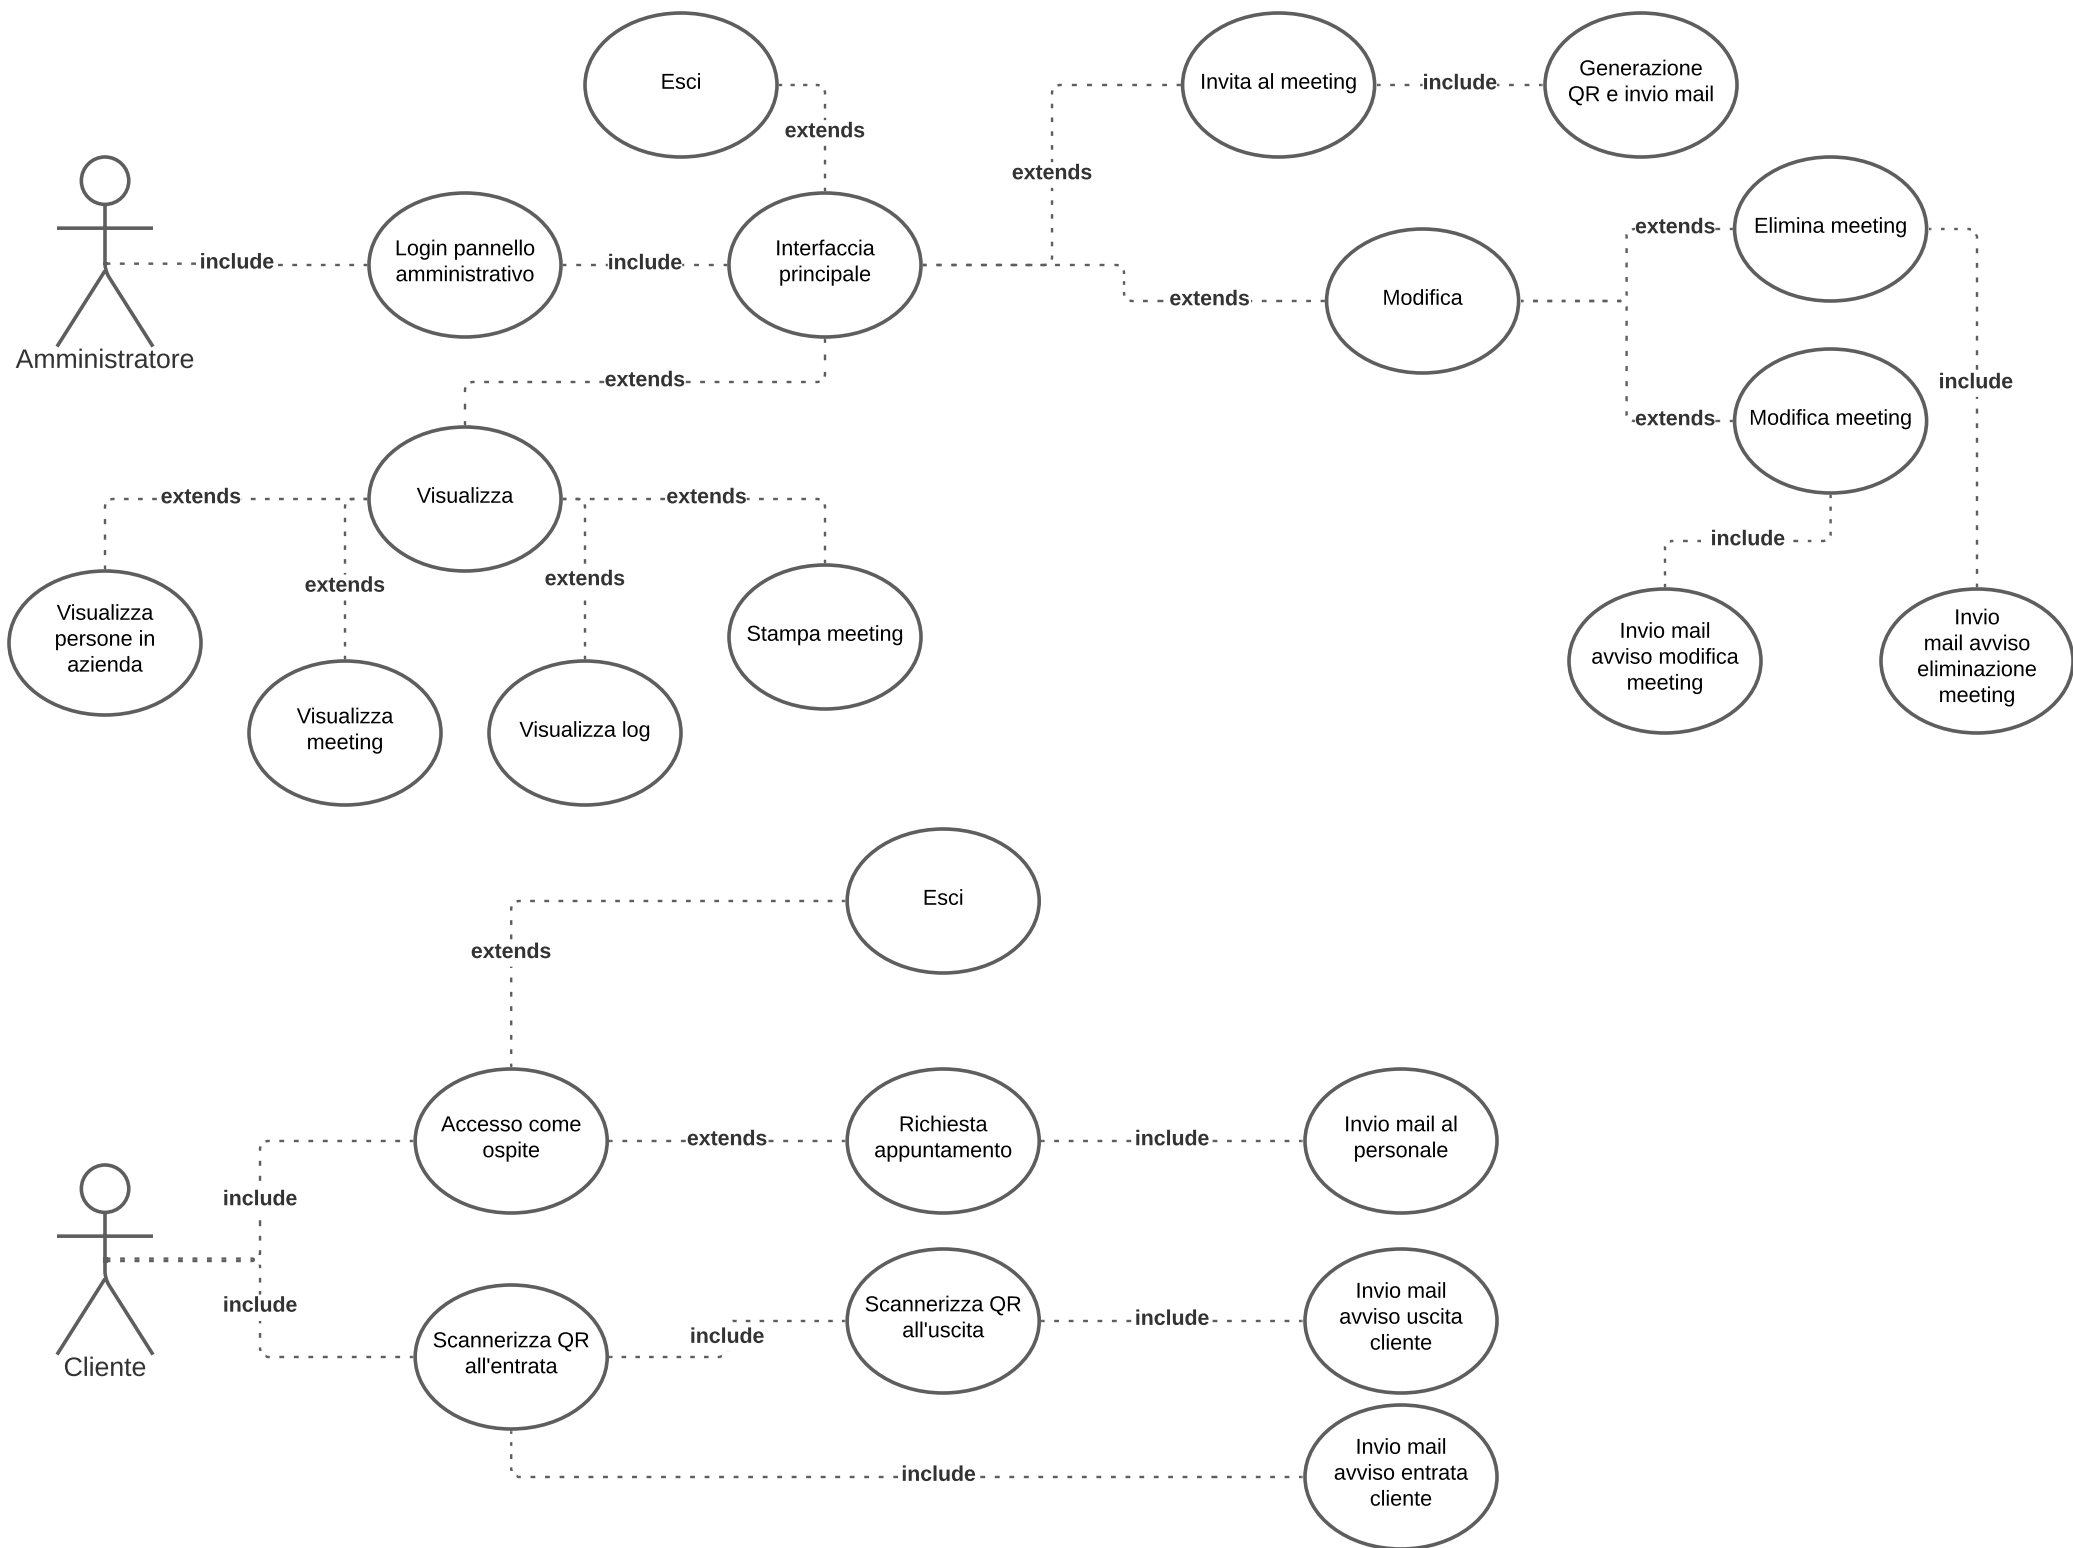 Esci
extends
Invita al meeting
include
Generazione
QR e invio mail
extends
Amministratore
include
Login pannello
amministrativo
include
Interfaccia
principale
extends
Modifica
extends
Elimina meeting
extends
Modifica meeting
include
include
Invio mail
avviso modifica
meeting
Invio
mail avviso
eliminazione
meeting
extends
Visualizza
extends
extends
extends
extends
Visualizza
persone in
azienda
Visualizza
meeting
Visualizza log
Stampa meeting
Esci
extends
Cliente
include
Accesso come
ospite
extends
Richiesta
appuntamento
include
Invio mail al
personale
include
Scannerizza QR
all'entrata
include
Scannerizza QR
all'uscita
include
Invio mail
avviso uscita
cliente
include
Invio mail
avviso entrata
cliente